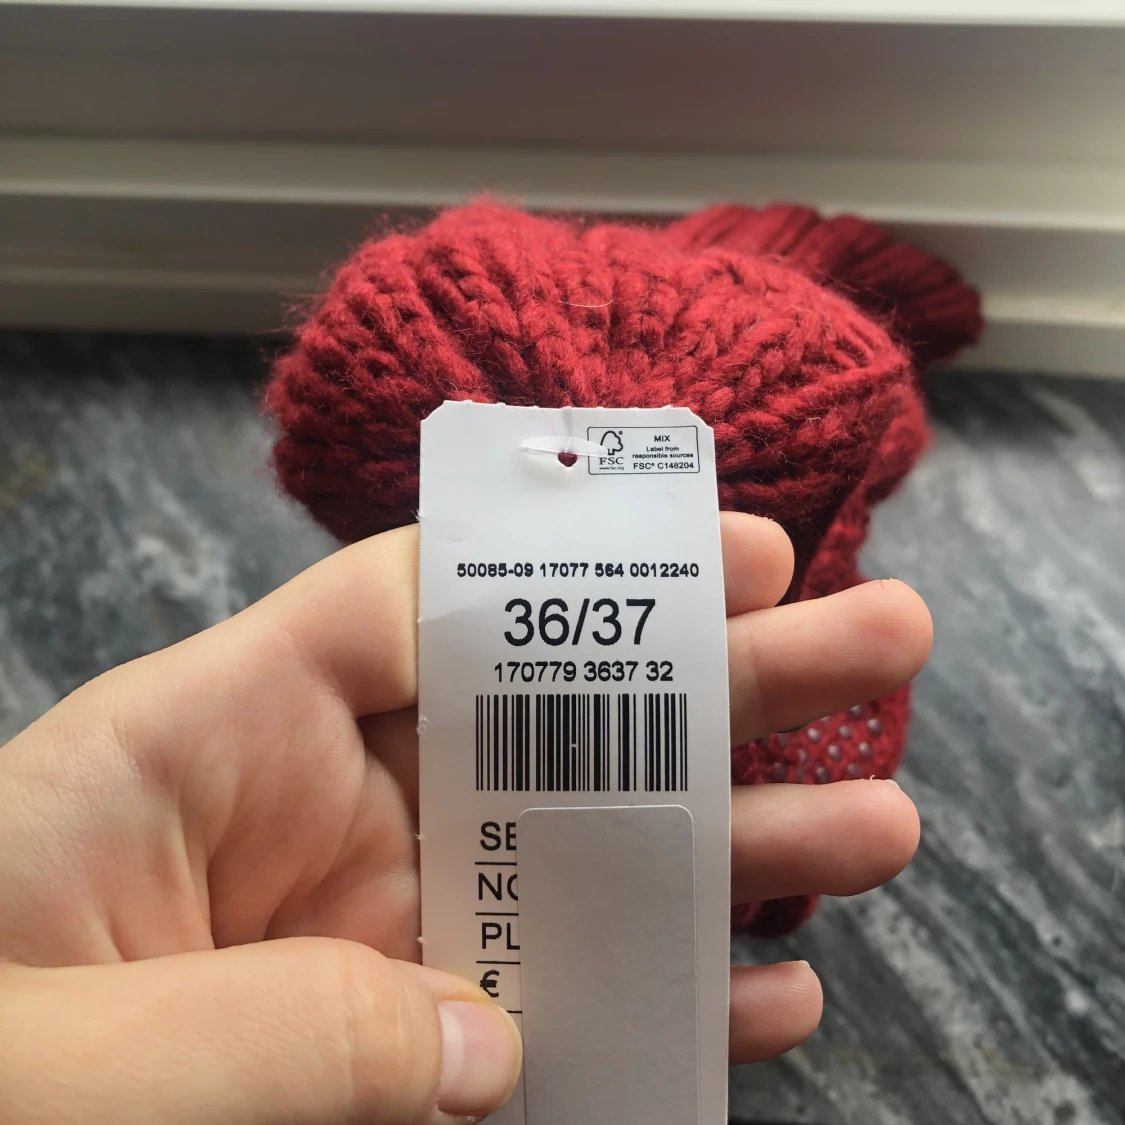 FSC®
www.fsc.org
MIX
Label from
responsible sources
FSC® C148204
50085-09 17077 564 0012240
36/37
170779 3637 32
SE
NO
PL
€